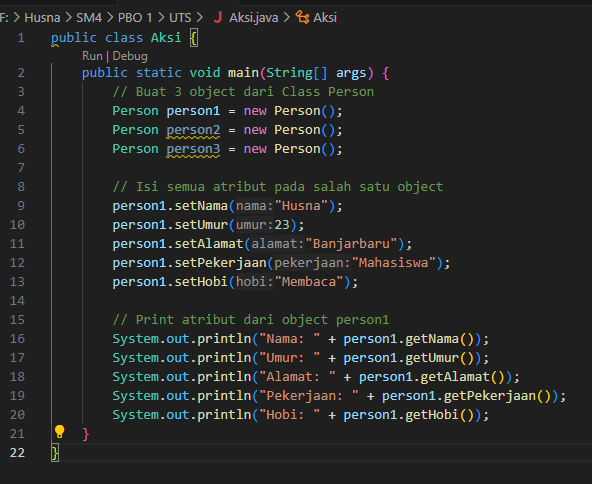 F: > Husna > SM4 > PBO 1 > UTS > J Aksi.java > Aksi
1 public class Aksi {
Run | Debug
2 public static void main(String[] args) {
3 // Buat 3 object dari Class Person
4 Person person1 = new Person();
5 Person person2 = new Person();
6 Person person3 = new Person();
7
8 // Isi semua atribut pada salah satu object
9 person1.setNama(nama:"Husna");
10 person1.setUmur(umur:23);
11 person1.setAlamat(alamat:"Banjarbaru");
12 person1.setPekerjaan(pekerjaan:"Mahasiswa");
13 person1.setHobi(hobi:"Membaca");
14
15 // Print atribut dari object person1
16 System.out.println("Nama: " + person1.getNama());
17 System.out.println("Umur: " + person1.getUmur());
18 System.out.println("Alamat: " + person1.getAlamat());
19 System.out.println("Pekerjaan: " + person1.getPekerjaan());
20 System.out.println("Hobi: " + person1.getHobi());
21 }
22 }